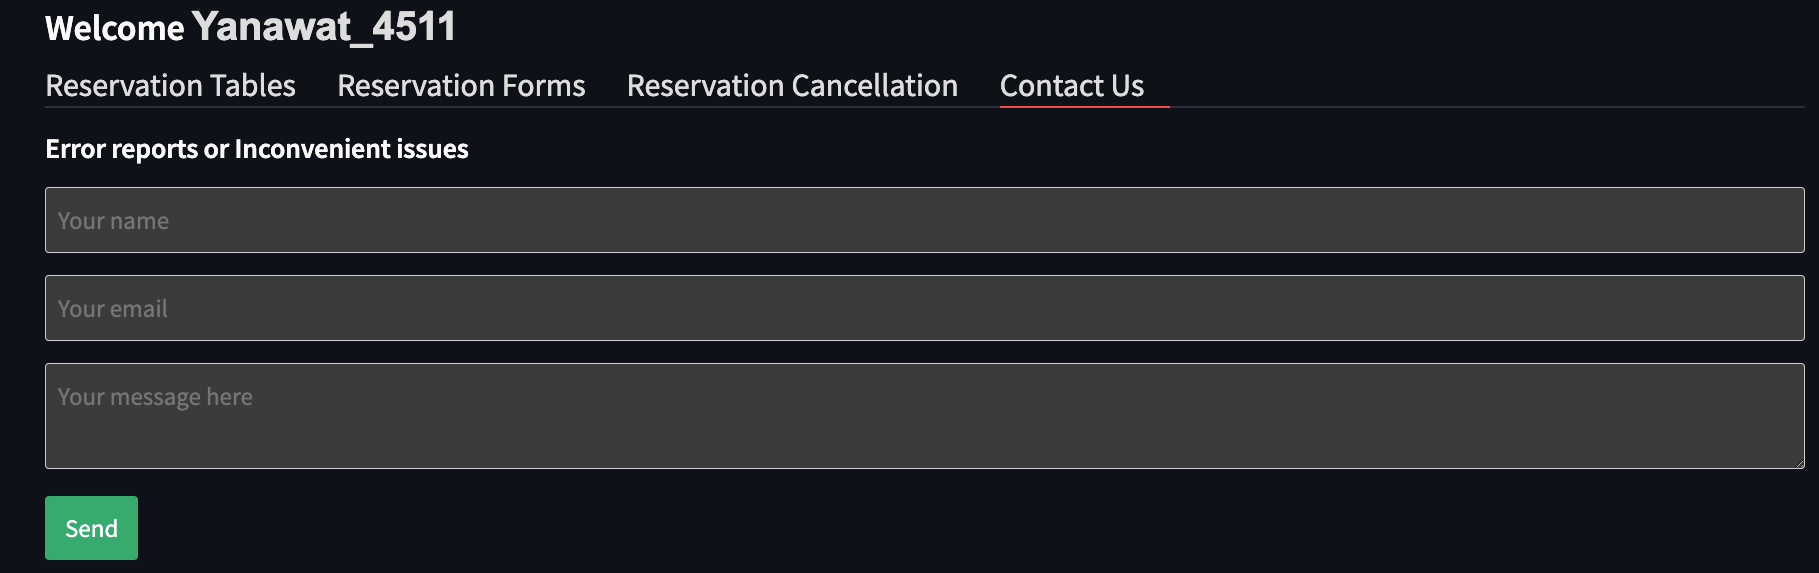 Welcome Yanawat_4511
Reservation Tables Reservation Forms Reservation Cancellation Contact Us
Error reports or Inconvenient issues
Your name
Your email
Your message here
Send